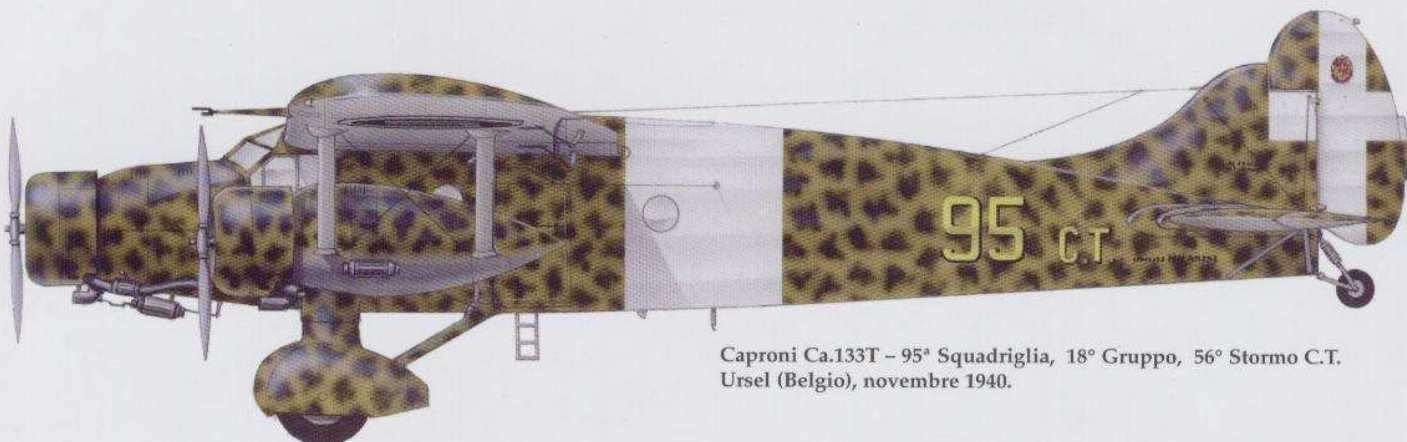 95 C.T.
Caproni Ca.133T – 95ª Squadriglia, 18° Gruppo, 56° Stormo C.T.
Ursel (Belgio), novembre 1940.